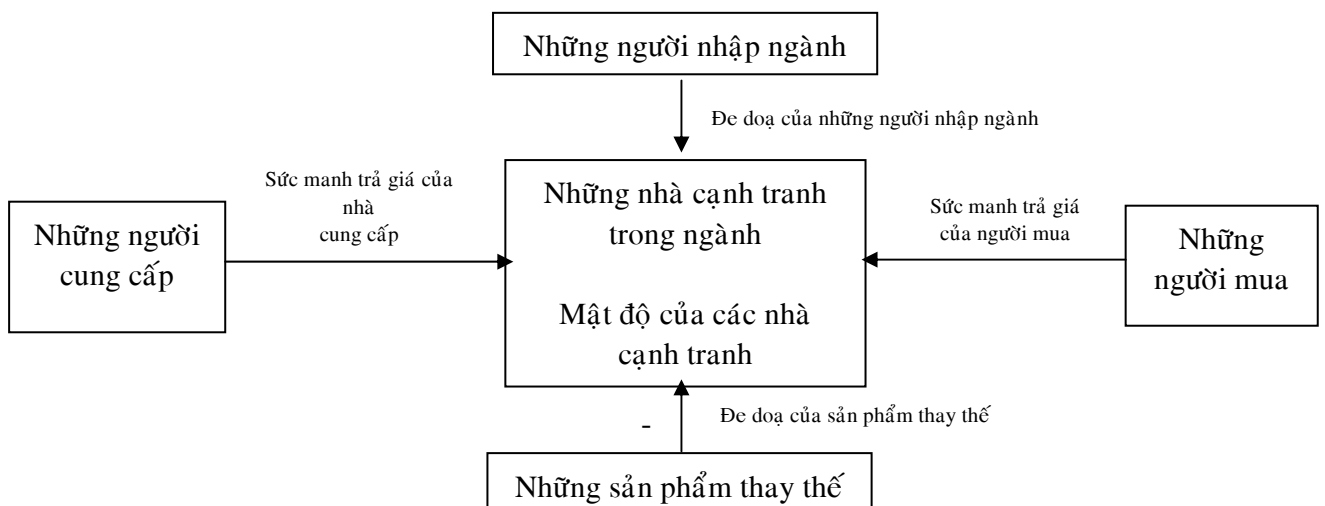 Những người nhập ngành
Đe doạ của những người nhập ngành
Sức manh trả giá của
nhà
cung cấp
Những người
cung cấp
Những nhà cạnh tranh
trong ngành
Mật độ của các nhà
cạnh tranh
Sức manh trả giá
của người mua
Những
người mua
-
Đe doạ của sản phẩm thay thế
Những sản phẩm thay thế